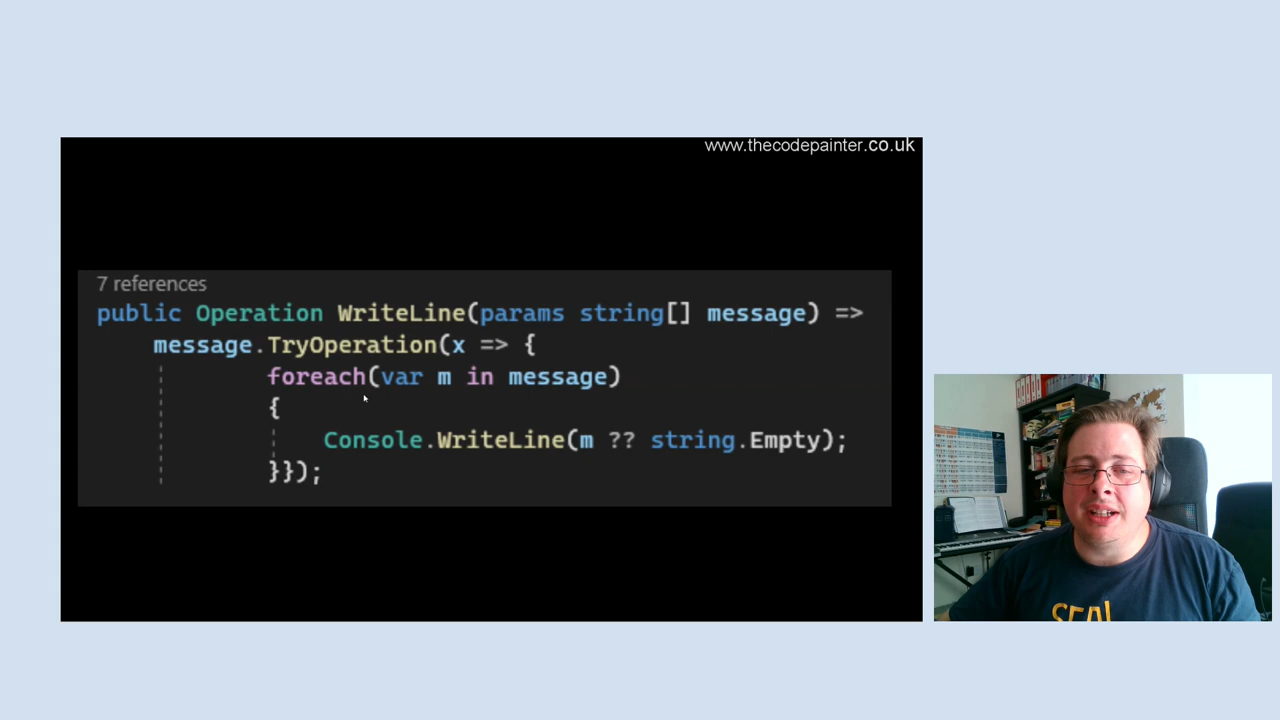 www.thecodepainter.co.uk
7 references
public Operation WriteLine(params string[] message) =>
message.TryOperation(x => {
foreach(var m in message)
{
Console.WriteLine(m ?? string.Empty);
}});